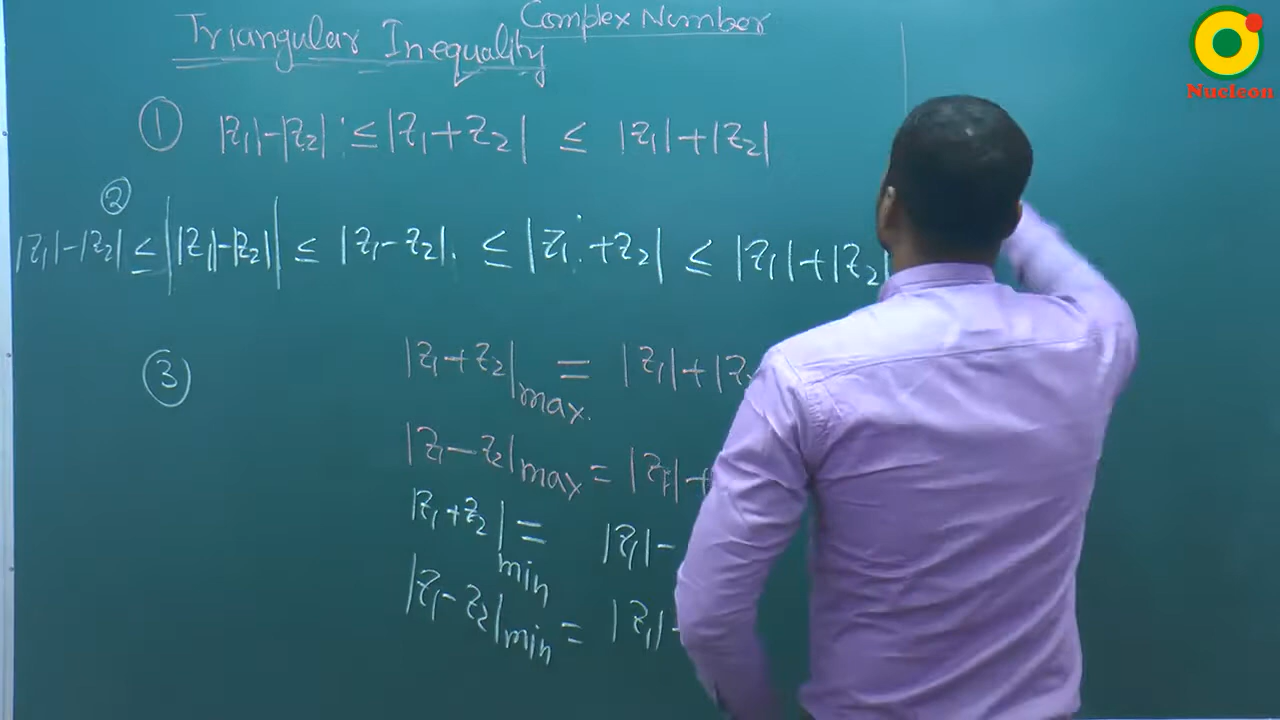 Complex Number
Triangular Inequality
Nucleon
① |z₁|-|z₂| ≤ |z₁+z₂| ≤ |z₁|+|z₂|
②
|z₁|-|z₂| ≤ ||z₁|-|z₂|| ≤ |z₁-z₂| ≤ |z₁+z₂| ≤ |z₁|+|z₂|
③ |z₁+z₂|max. = |z₁|+|z₂
|z₁-z₂|max = |z₁|+
|z₁+z₂|min = |z₁|-
|z₁-z₂|min = |z₁|-